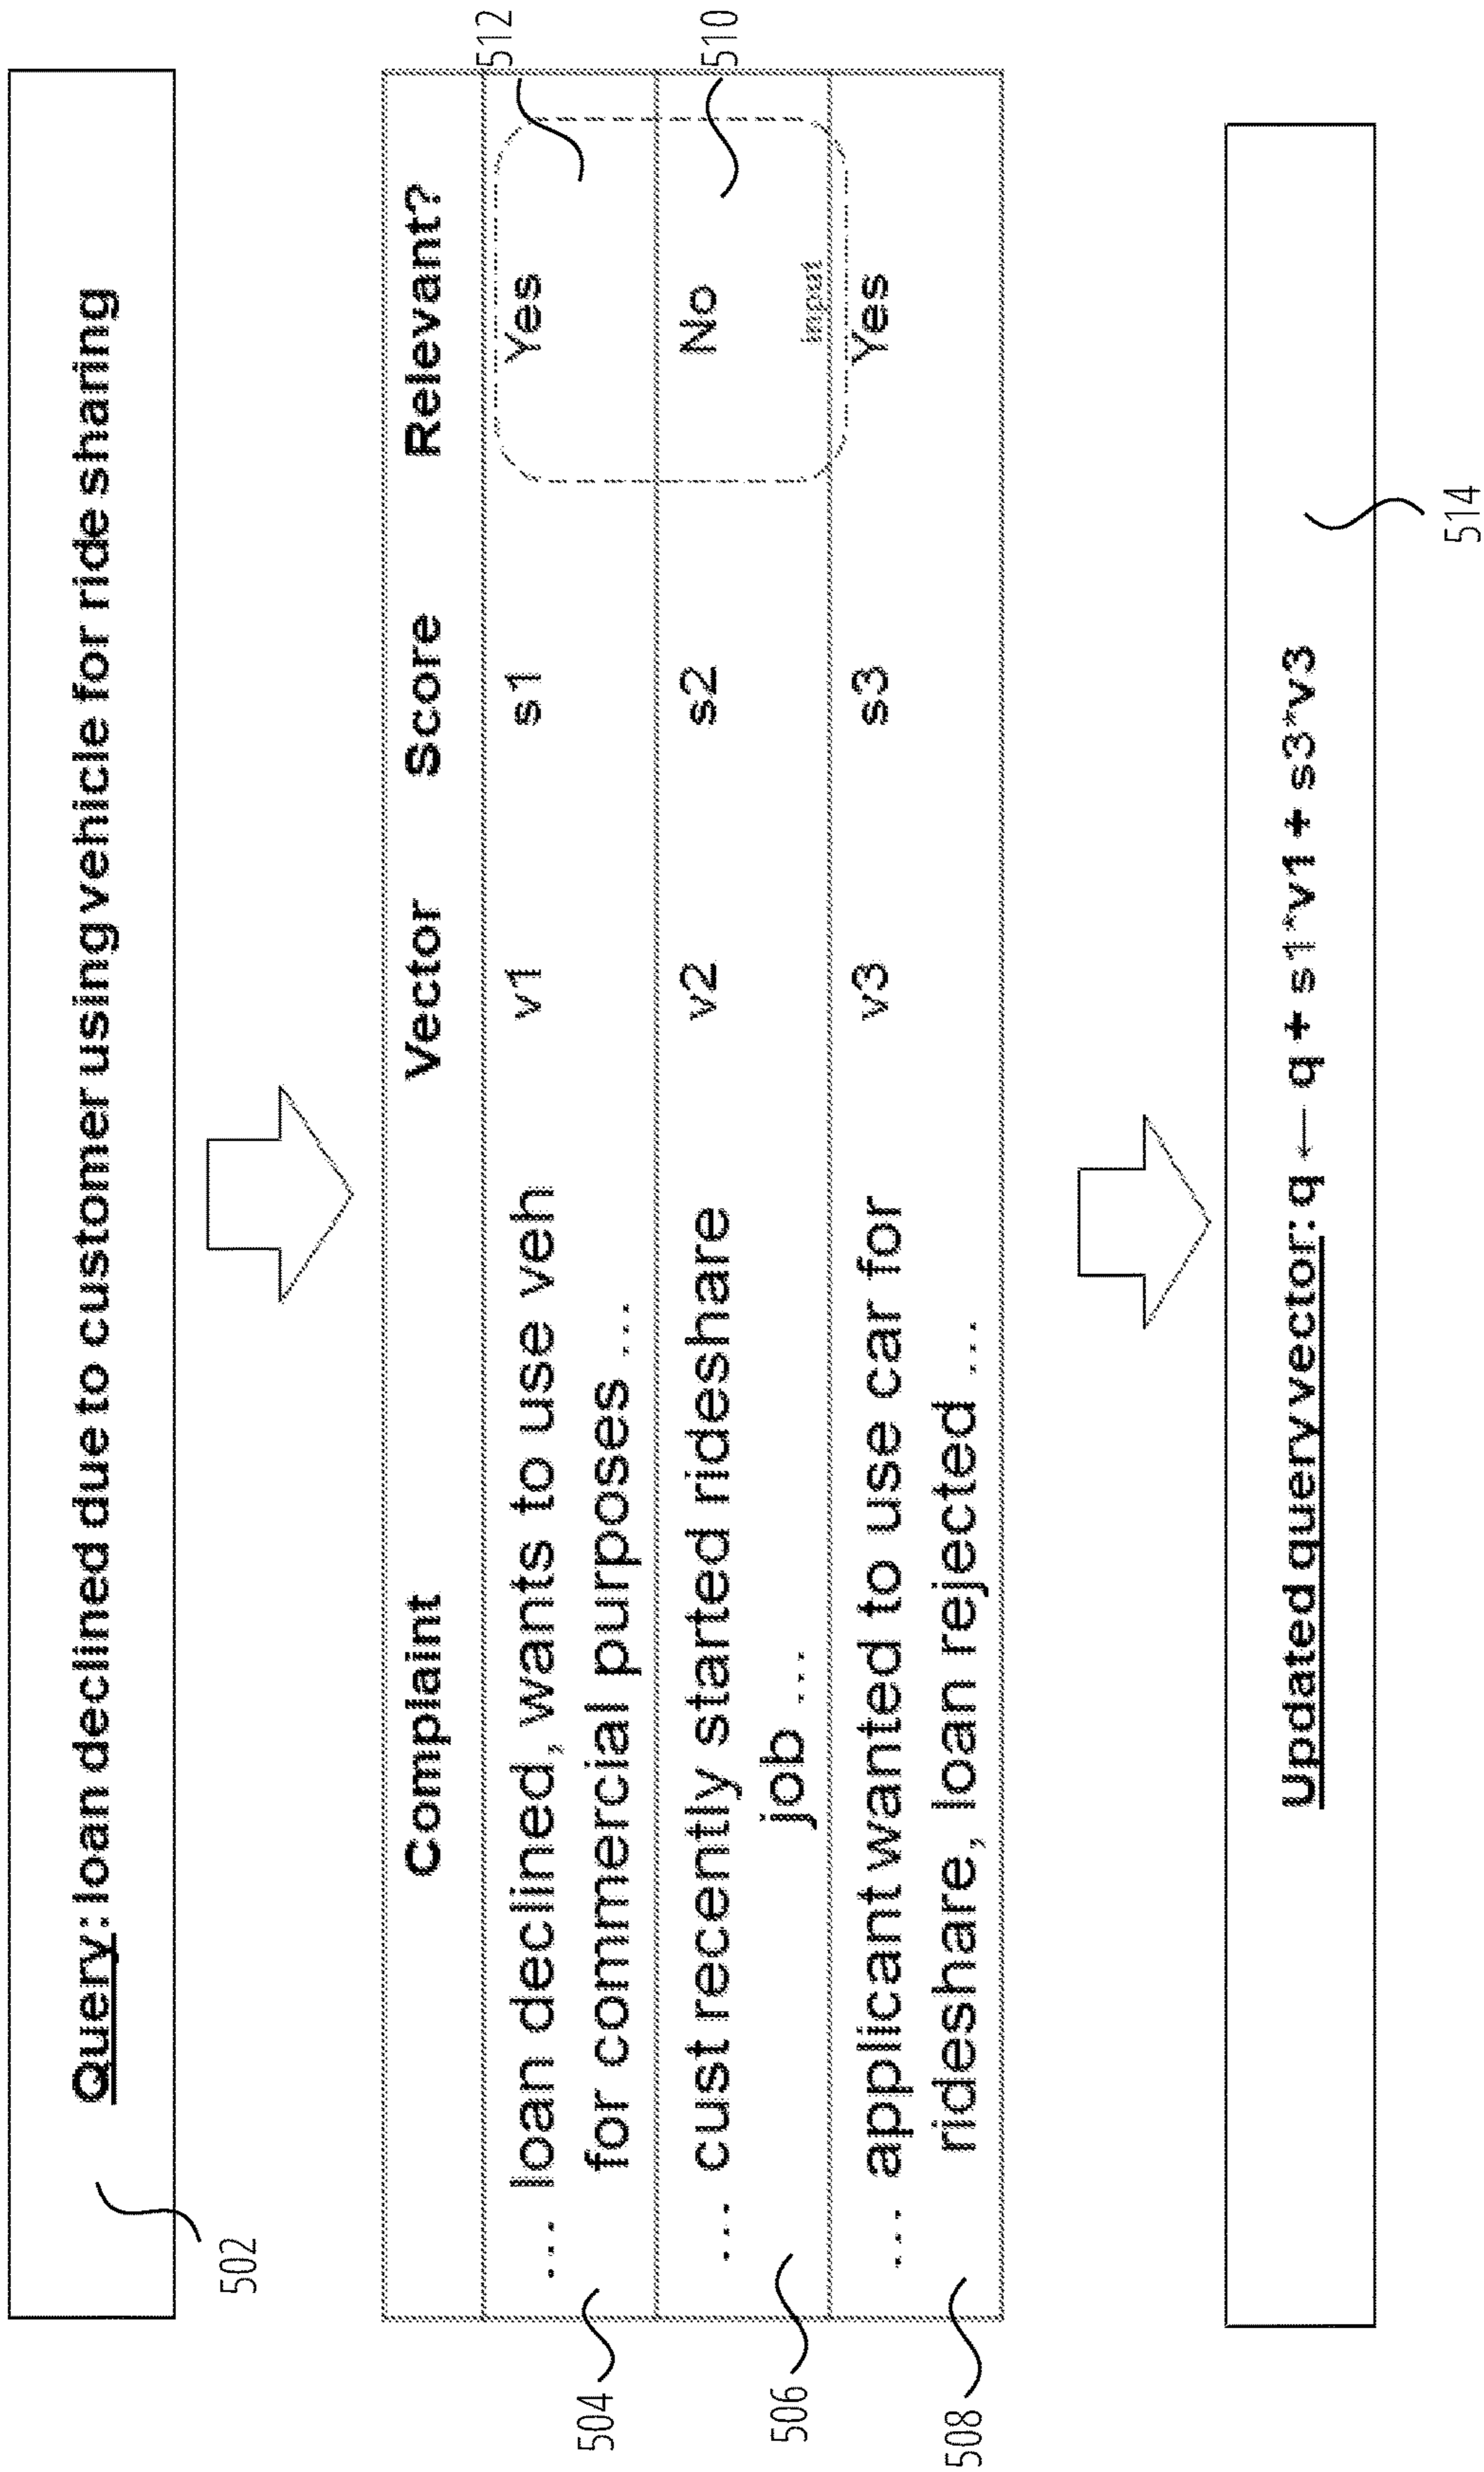 Query: loan declined due to customer using vehicle for ride sharing
502
Complaint Vector Score Relevant?
... loan declined, wants to use veh v1 s1 Yes
for commercial purposes ...
504
512
... cust recently started rideshare v2 s2 No
job ...
506
510
input
... applicant wanted to use car for v3 s3 Yes
rideshare, loan rejected ...
508
Updated query vector: q ← q + s1*v1 + s3*v3
514